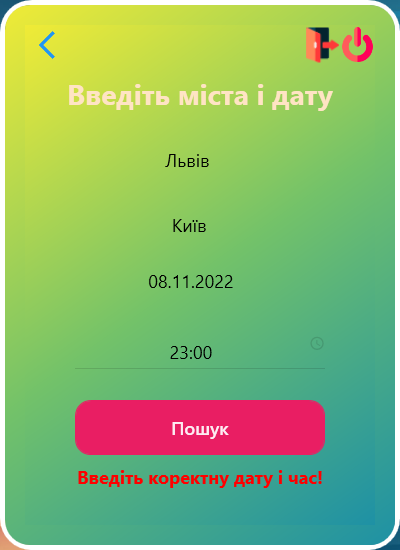 Введіть міста і дату
Львів
Київ
08.11.2022
23:00
Пошук
Введіть коректну дату і час!